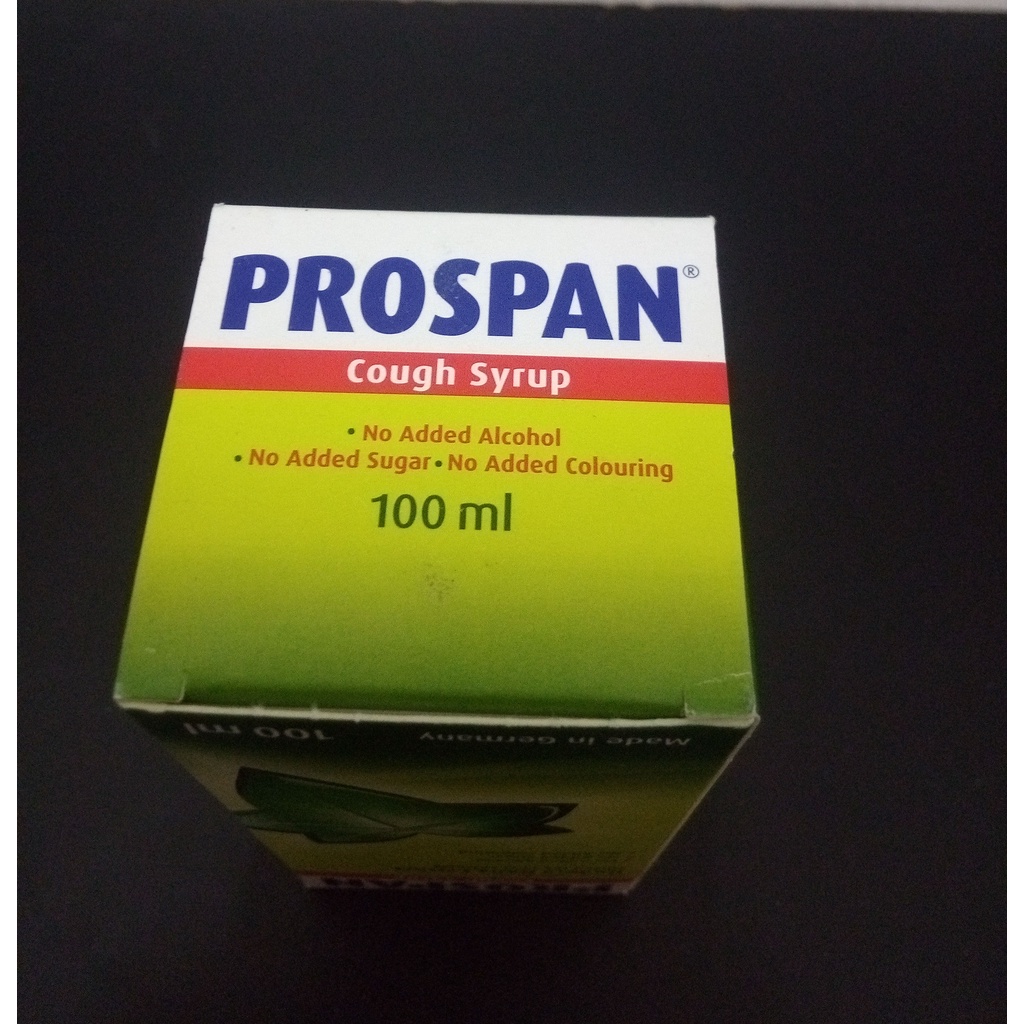 PROSPAN®
Cough Syrup
• No Added Alcohol
• No Added Sugar • No Added Colouring
100 ml
100 ml Made in Germany
PROSPAN